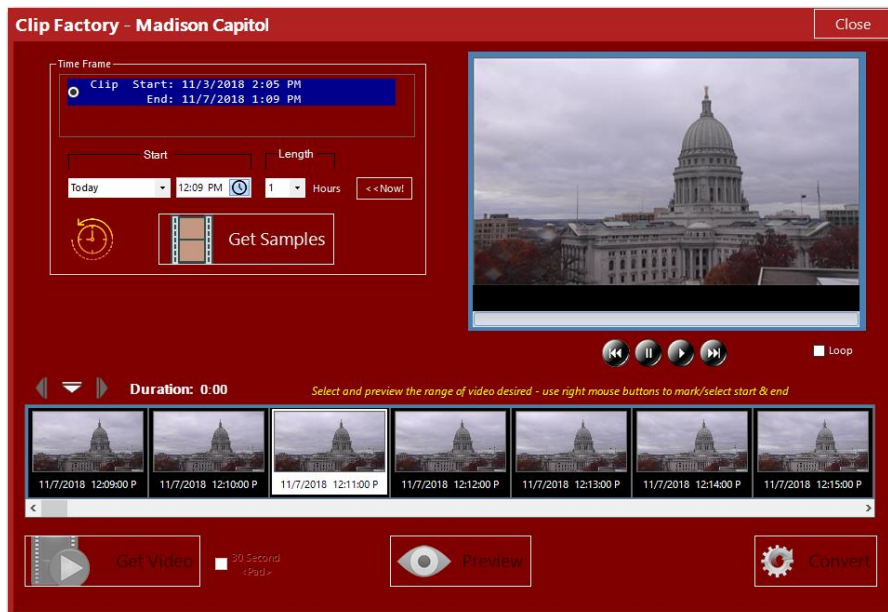 Clip Factory - Madison Capitol
Close
Time Frame
Clip Start: 11/3/2018 2:05 PM
End: 11/7/2018 1:09 PM
Start Length
Today 12:09 PM 1 Hours <<Now!
Get Samples
Loop
Duration: 0:00 Select and preview the range of video desired - use right mouse buttons to mark/select start & end
11/7/2018 12:09:00 P 11/7/2018 12:10:00 P 11/7/2018 12:11:00 P 11/7/2018 12:12:00 P 11/7/2018 12:13:00 P 11/7/2018 12:14:00 P 11/7/2018 12:15:00 P
Get Video 30 Second Preview Convert
<Pad>